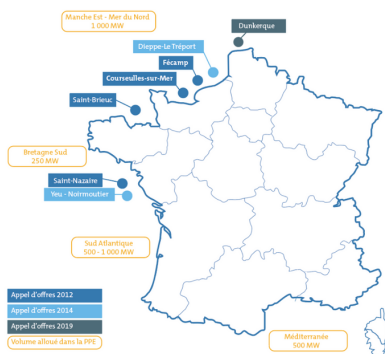 Manche Est - Mer du Nord
1 000 MW
Dunkerque
Dieppe-Le Tréport
Fécamp
Courseulles-sur-Mer
Saint-Brieuc
Bretagne Sud
250 MW
Saint-Nazaire
Yeu - Noirmoutier
Sud Atlantique
500 - 1 000 MW
Appel d'offres 2012
Appel d'offres 2014
Appel d'offres 2019
Volume alloué dans la PPE
Méditerranée
500 MW